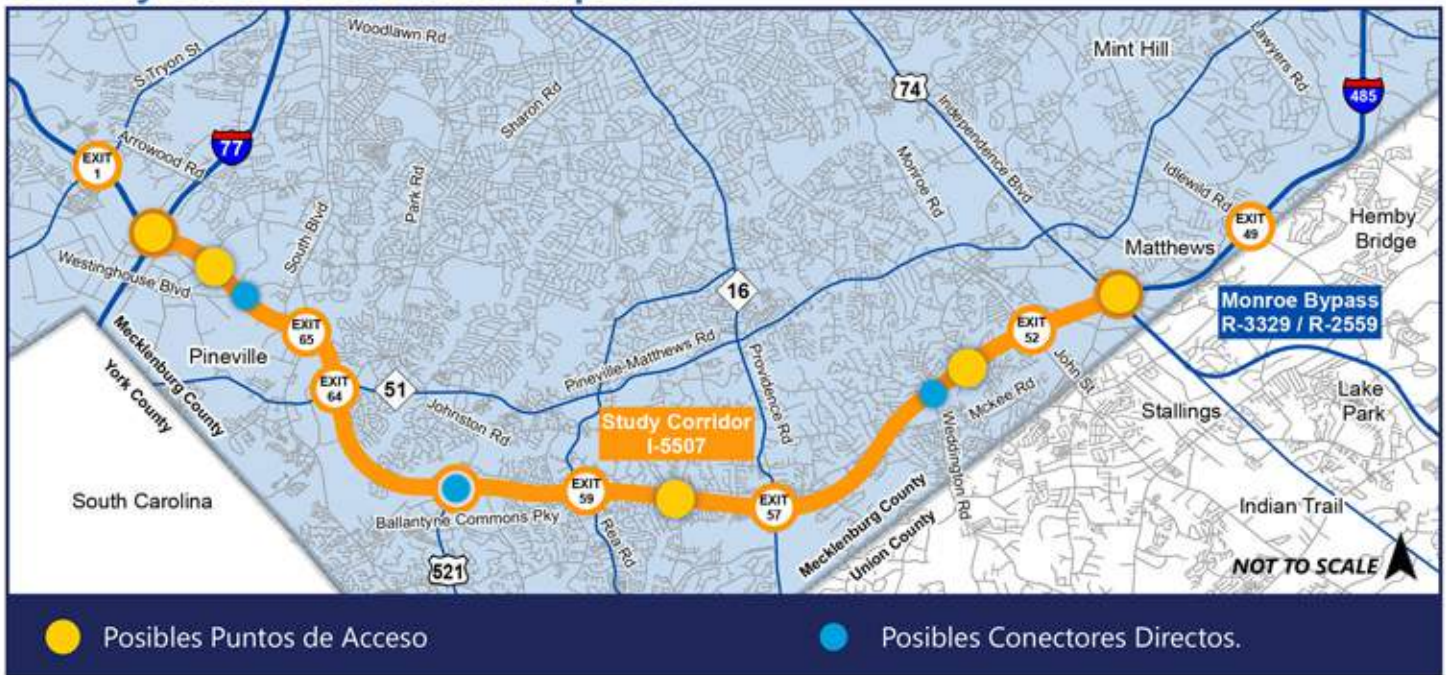 Woodlawn Rd
S Tryon St
Sharon Rd
74
Mint Hill
Lawyers Rd
485
Independence Blvd
Arrowood Rd
77
EXIT
1
Park Rd
Monroe Rd
Idlewild Rd
EXIT
49
Hemby
Bridge
South Blvd
Matthews
Westinghouse Blvd
16
Monroe Bypass
R-3329 / R-2559
EXIT
65
EXIT
52
Pineville
Mecklenburg County
York County
EXIT
64
51
Pineville-Matthews Rd
Providence Rd
John St
Mckee Rd
Lake
Park
Johnston Rd
Study Corridor
I-5507
Weddington Rd
Stallings
South Carolina
EXIT
59
EXIT
57
Ballantyne Commons Pky
Rea Rd
Mecklenburg County
Union County
Indian Trail
521
NOT TO SCALE
Posibles Puntos de Acceso
Posibles Conectores Directos.